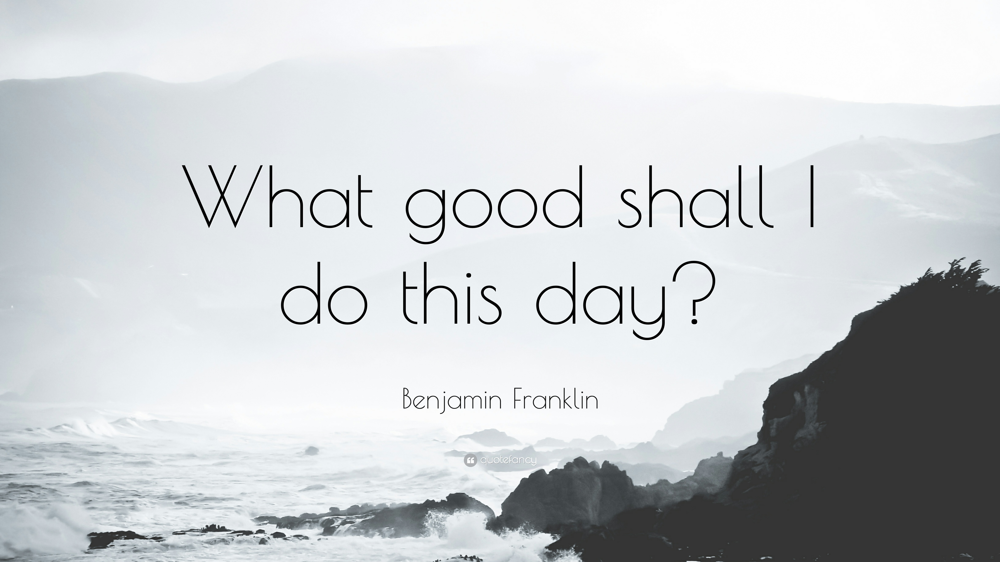 What good shall I
do this day?
Benjamin Franklin
quotefancy